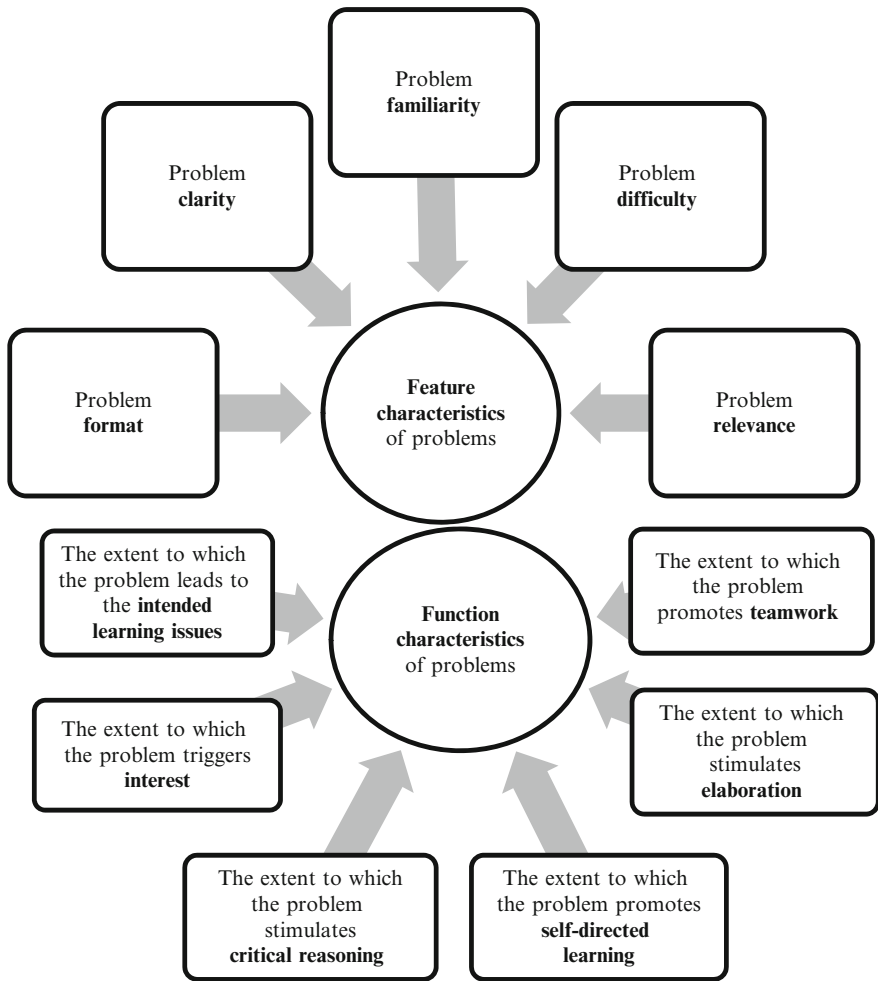 Problem
familiarity
Problem
clarity
Problem
difficulty
Problem
format
Feature
characteristics
of problems
Problem
relevance
The extent to which
the problem leads to
the intended
learning issues
Function
characteristics
of problems
The extent to which
the problem
promotes teamwork
The extent to which
the problem triggers
interest
The extent to which
the problem
stimulates
elaboration
The extent to which
the problem
stimulates
critical reasoning
The extent to which
the problem promotes
self-directed
learning